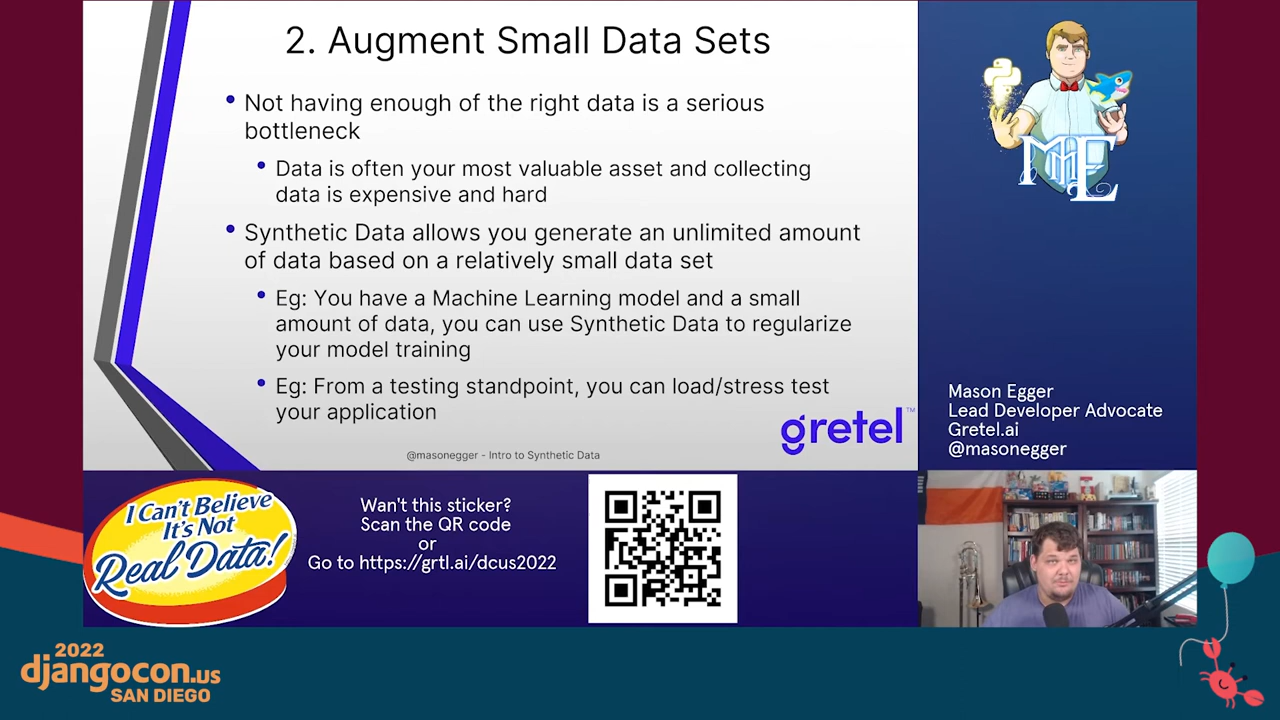 2. Augment Small Data Sets
Not having enough of the right data is a serious
bottleneck
Data is often your most valuable asset and collecting
data is expensive and hard
Synthetic Data allows you generate an unlimited amount
of data based on a relatively small data set
Eg: You have a Machine Learning model and a small
amount of data, you can use Synthetic Data to regularize
your model training
Eg: From a testing standpoint, you can load/stress test
your application
gretel™
@masonegger - Intro to Synthetic Data
ME
Mason Egger
Lead Developer Advocate
Gretel.ai
@masonegger
I Can't Believe
It's Not
Real Data!
Wan't this sticker?
Scan the QR code
or
Go to https://grtl.ai/dcus2022
2022
djangocon.us
SAN DIEGO